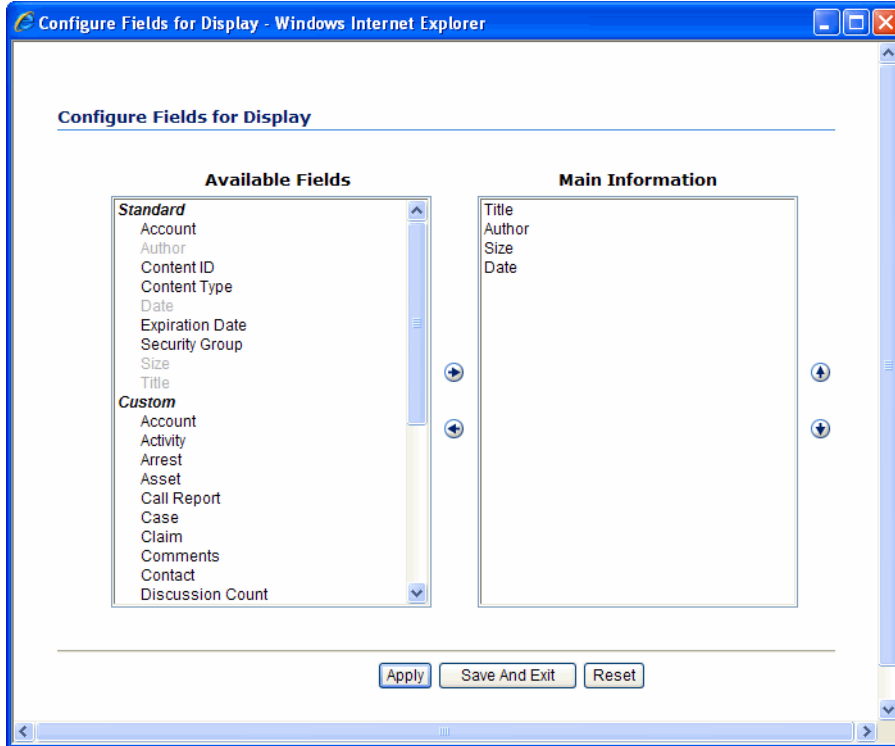 Configure Fields for Display - Windows Internet Explorer
Configure Fields for Display
Available Fields
Standard
Account
Author
Content ID
Content Type
Date
Expiration Date
Security Group
Size
Title
Custom
Account
Activity
Arrest
Asset
Call Report
Case
Claim
Comments
Contact
Discussion Count
Main Information
Title
Author
Size
Date
Apply
Save And Exit
Reset